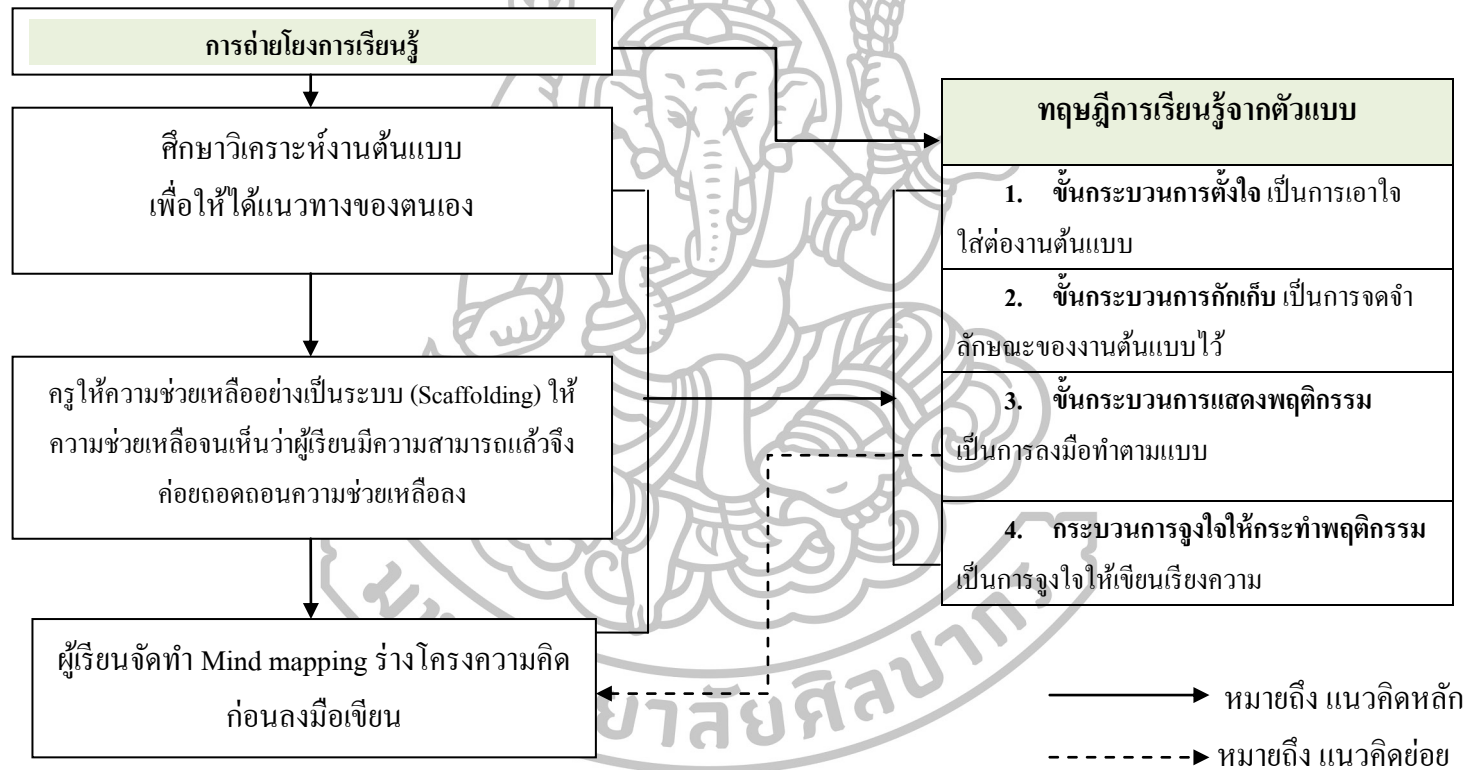 การถ่ายโยงการเรียนรู้
ศึกษาวิเคราะห์งานต้นแบบ
เพื่อให้ได้แนวทางของตนเอง
ครูให้ความช่วยเหลืออย่างเป็นระบบ (Scaffolding) ให้
ความช่วยเหลือจนเห็นว่าผู้เรียนมีความสามารถแล้วจึง
ค่อยถอดถอนความช่วยเหลือลง
ผู้เรียนจัดทำ Mind mapping ร่างโครงความคิด
ก่อนลงมือเขียน
ทฤษฎีการเรียนรู้จากตัวแบบ
1. ขั้นกระบวนการตั้งใจ เป็นการเอาใจ
ใส่ต่องานต้นแบบ
2. ขั้นกระบวนการกักเก็บ เป็นการจดจำ
ลักษณะของงานต้นแบบไว้
3. ขั้นกระบวนการแสดงพฤติกรรม
เป็นการลงมือทำตามแบบ
4. กระบวนการจูงใจให้กระทำพฤติกรรม
เป็นการจูงใจให้เขียนเรียงความ
หมายถึง แนวคิดหลัก
หมายถึง แนวคิดย่อย
ยาลัยศิลปากร